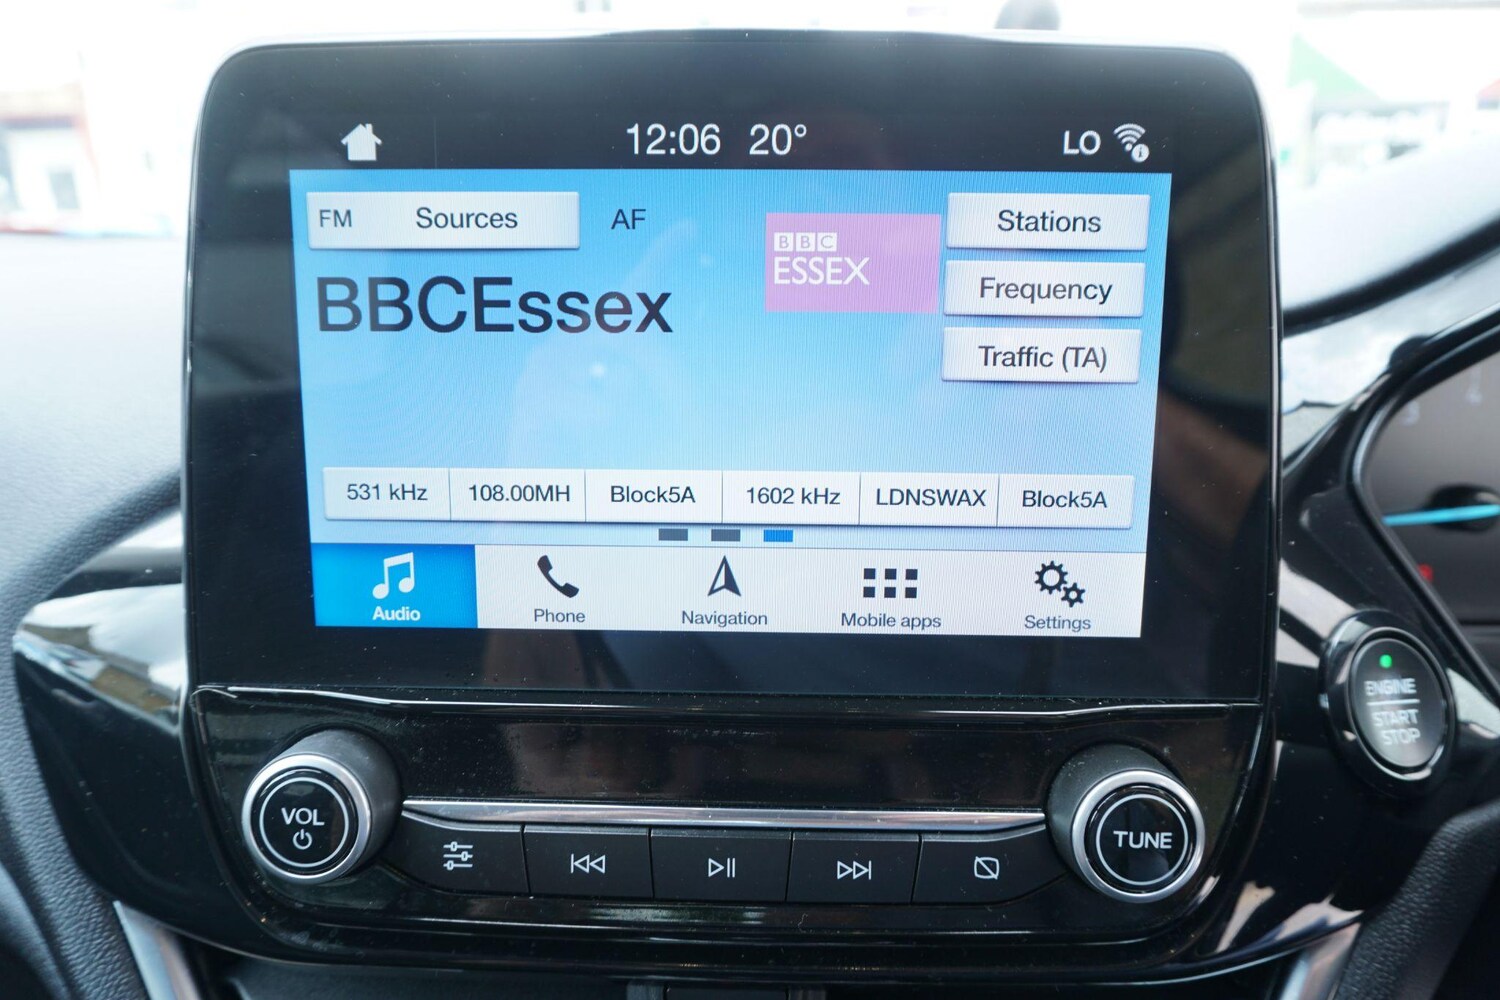 12:06 20° LO
FM Sources AF
BBC
ESSEX
Stations
BBCEssex
Frequency
Traffic (TA)
531 kHz 108.00MH Block5A 1602 kHz LDNSWAX Block5A
Audio Phone Navigation Mobile apps Settings
ENGINE
START
STOP
VOL
TUNE